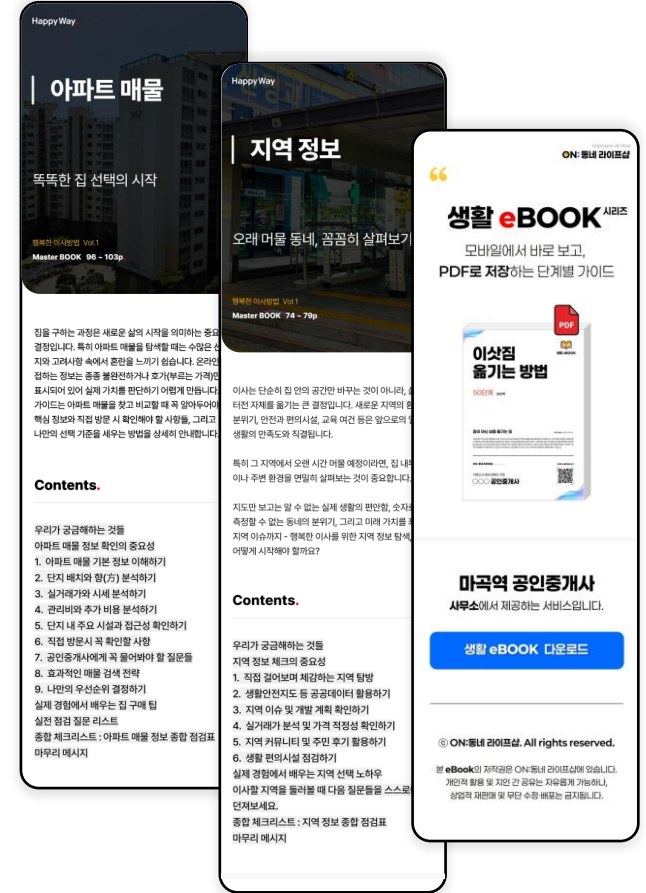 Happy Way
아파트 매물
똑똑한 집 선택의 시작
행복한 이사방법 Vol.1
Master BOOK 96 ~ 103p
집을 구하는 과정은 새로운 삶의 시작을 의미하는 중요
결정입니다. 특히 아파트 매물을 탐색할 때는 수많은 선
지와 고려사항 속에서 혼란을 느끼기 쉽습니다. 온라인
접하는 정보는 종종 불완전하거나 호가(부르는 가격)만
표시되어 있어 실제 가치를 판단하기 어렵게 만듭니다.
가이드는 아파트 매물을 찾고 비교할 때 꼭 알아두어야
핵심 정보와 직접 방문 시 확인해야 할 사항들, 그리고
나만의 선택 기준을 세우는 방법을 상세히 안내합니다.
Contents.
우리가 궁금해하는 것들
아파트 매물 정보 확인의 중요성
1. 아파트 매물 기본 정보 이해하기
2. 단지 배치와 향(方) 분석하기
3. 실거래가와 시세 분석하기
4. 관리비와 추가 비용 분석하기
5. 단지 내 주요 시설과 접근성 확인하기
6. 직접 방문시 꼭 확인할 사항
7. 공인중개사에게 꼭 물어봐야 할 질문들
8. 효과적인 매물 검색 전략
9. 나만의 우선순위 결정하기
실제 경험에서 배우는 집 구매 팁
실전 점검 질문 리스트
종합 체크리스트 : 아파트 매물 정보 종합 점검표
마무리 메시지
Happy Way
지역 정보
오래 머물 동네, 꼼꼼히 살펴보기
행복한 이사방법 Vol.1
Master BOOK 74 ~ 79p
이사는 단순히 집 안의 공간만 바꾸는 것이 아니라,
터전 자체를 옮기는 큰 결정입니다. 새로운 지역의
분위기, 안전과 편의시설, 교육 여건 등은 앞으로의
생활의 만족도와 직결됩니다.
특히 그 지역에서 오랜 시간 머물 예정이라면, 집 내부
이나 주변 환경을 면밀히 살펴보는 것이 중요합니다.
지도만 보고는 알 수 없는 실제 생활의 편안함, 숫자로
측정할 수 없는 동네의 분위기, 그리고 미래 가치를
지역 이슈까지 - 행복한 이사를 위한 지역 정보 탐색,
어떻게 시작해야 할까요?
Contents.
우리가 궁금해하는 것들
지역 정보 체크의 중요성
1. 직접 걸어보며 체감하는 지역 탐방
2. 생활안전지도 등 공공데이터 활용하기
3. 지역 이슈 및 개발 계획 확인하기
4. 실거래가 분석 및 가격 적정성 확인하기
5. 지역 커뮤니티 및 주민 후기 활용하기
6. 생활 편의시설 점검하기
실제 경험에서 배우는 지역 선택 노하우
이사할 지역을 둘러볼 때 다음 질문들을 스스로
던져보세요.
종합 체크리스트 : 지역 정보 종합 점검표
마무리 메시지
ON: 동네 라이프샵
생활 eBOOK 시리즈
모바일에서 바로 보고,
PDF로 저장하는 단계별 가이드
PDF
이삿짐
옮기는 방법
50단계
○○○ 공인중개사
마곡역 공인중개사
사무소에서 제공하는 서비스입니다.
생활 eBOOK 다운로드
ⓒ ON:동네 라이프샵. All rights reserved.
본 eBook의 저작권은 ON:동네 라이프샵에 있습니다.
개인적 활용 및 지인 간 공유는 자유롭게 가능하나,
상업적 재판매 및 무단 수정·배포는 금지됩니다.